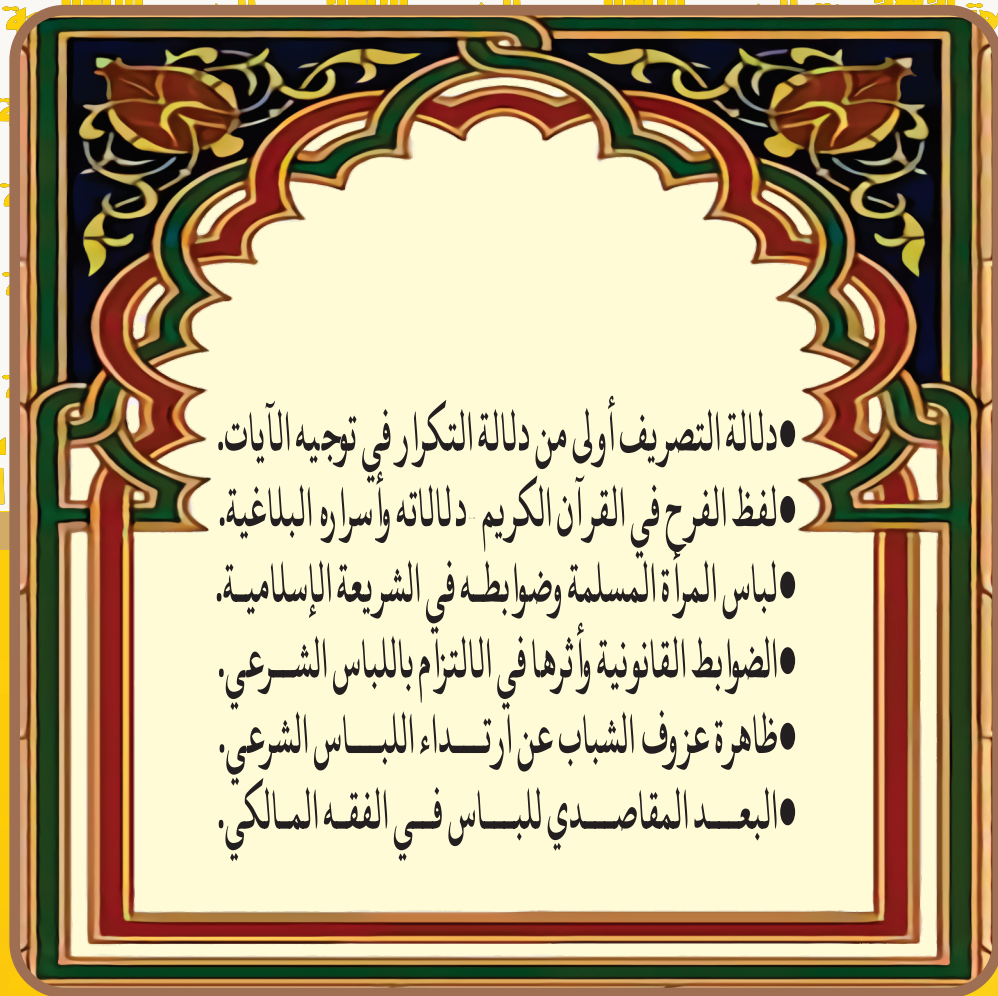 ●دلالة التصريف أولى من دلالة التكرار في توجيه الآيات.
●لفظ الفرح في القرآن الكريم دلالاته وأسراره البلاغية.
●لباس المرأة المسلمة وضوابطه في الشريعة الإسلامية.
●الضوابط القانونية وأثرها في الالتزام باللباس الشرعي.
●ظاهرة عزوف الشباب عن ارتداء اللباس الشرعي.
●البعد المقاصدي للباس في الفقه المالكي.